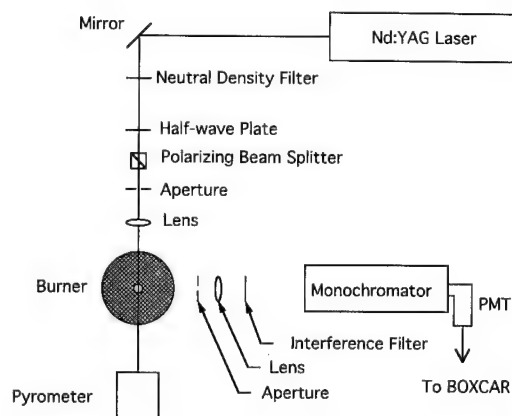 Mirror
Nd:YAG Laser
Neutral Density Filter
Half-wave Plate
Polarizing Beam Splitter
Aperture
Lens
Burner
Monochromator
PMT
Interference Filter
Lens
Aperture
Pyrometer
To BOXCAR